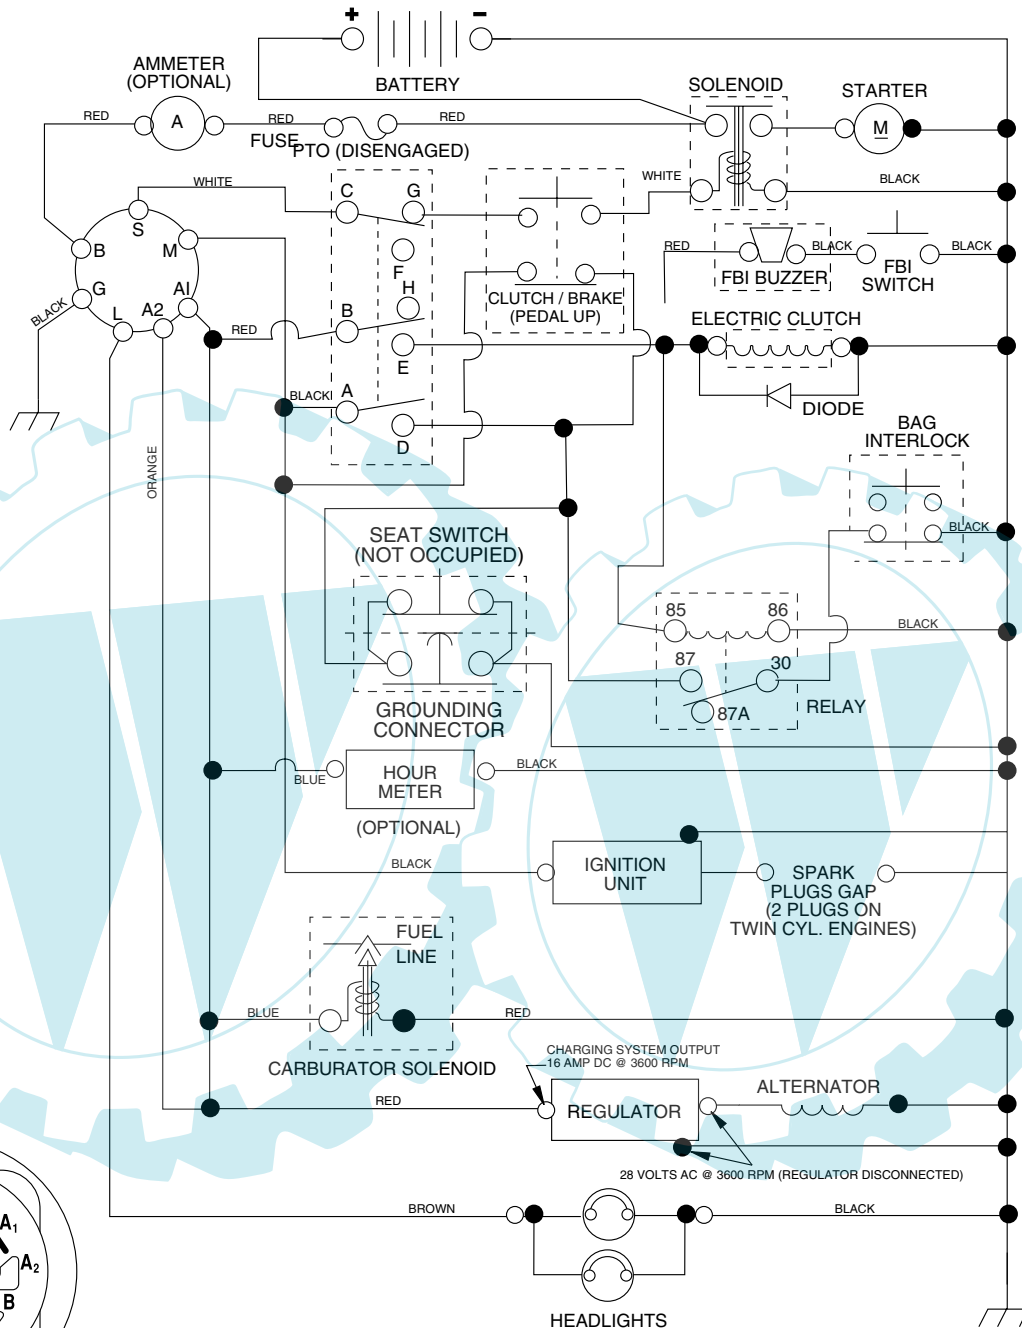 + -
AMMETER
(OPTIONAL)
BATTERY
SOLENOID
STARTER
RED
A
RED
FUSE
RED
M
PTO (DISENGAGED)
WHITE
C
G
WHITE
BLACK
S
M
B
F
RED
BLACK
BLACK
FBI BUZZER
FBI
SWITCH
G
A1
A2
L
H
CLUTCH / BRAKE
(PEDAL UP)
BLACK
RED
B
ELECTRIC CLUTCH
E
BLACK
A
DIODE
D
BAG
INTERLOCK
ORANGE
SEAT SWITCH
(NOT OCCUPIED)
BLACK
85
86
BLACK
87
30
87A
RELAY
GROUNDING
CONNECTOR
BLUE
HOUR
METER
BLACK
(OPTIONAL)
BLACK
IGNITION
UNIT
SPARK
PLUGS GAP
(2 PLUGS ON
TWIN CYL. ENGINES)
FUEL
LINE
BLUE
RED
CARBURATOR SOLENOID
CHARGING SYSTEM OUTPUT
16 AMP DC @ 3600 RPM
RED
REGULATOR
ALTERNATOR
28 VOLTS AC @ 3600 RPM (REGULATOR DISCONNECTED)
BROWN
BLACK
HEADLIGHTS
A1
A2
B